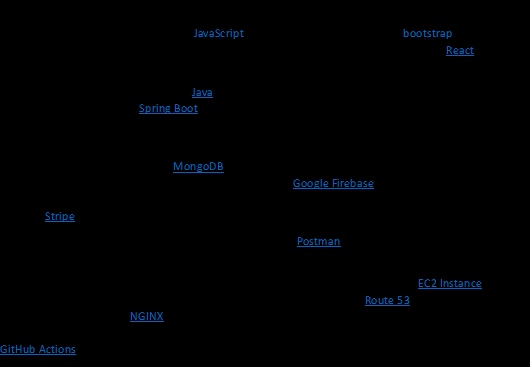 JavaScript bootstrap
React
Java
Spring Boot
MongoDB
Google Firebase
Stripe
Postman
EC2 Instance
Route 53
NGINX
GitHub Actions